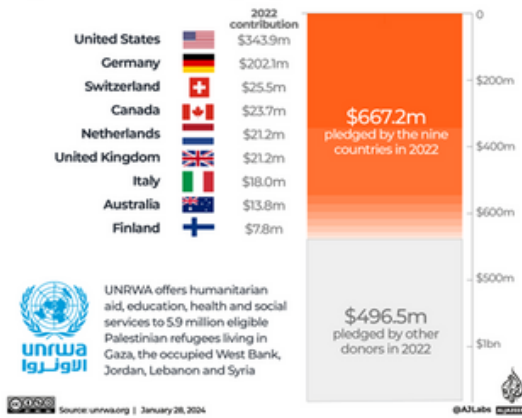 2022
contribution
United States $343.9m
Germany $202.1m
Switzerland $25.5m
Canada $23.7m
Netherlands $21.2m
United Kingdom $21.2m
Italy $18.0m
Australia $13.8m
Finland $7.8m
0
$200m
$400m
$600m
$500m
$1bn
$667.2m
pledged by the nine
countries in 2022
$496.5m
pledged by other
donors in 2022
unrwa
الأونروا
UNRWA offers humanitarian
aid, education, health and social
services to 5.9 million eligible
Palestinian refugees living in
Gaza, the occupied West Bank,
Jordan, Lebanon and Syria
Source: unrwa.org | January 28, 2024
@AJLabs